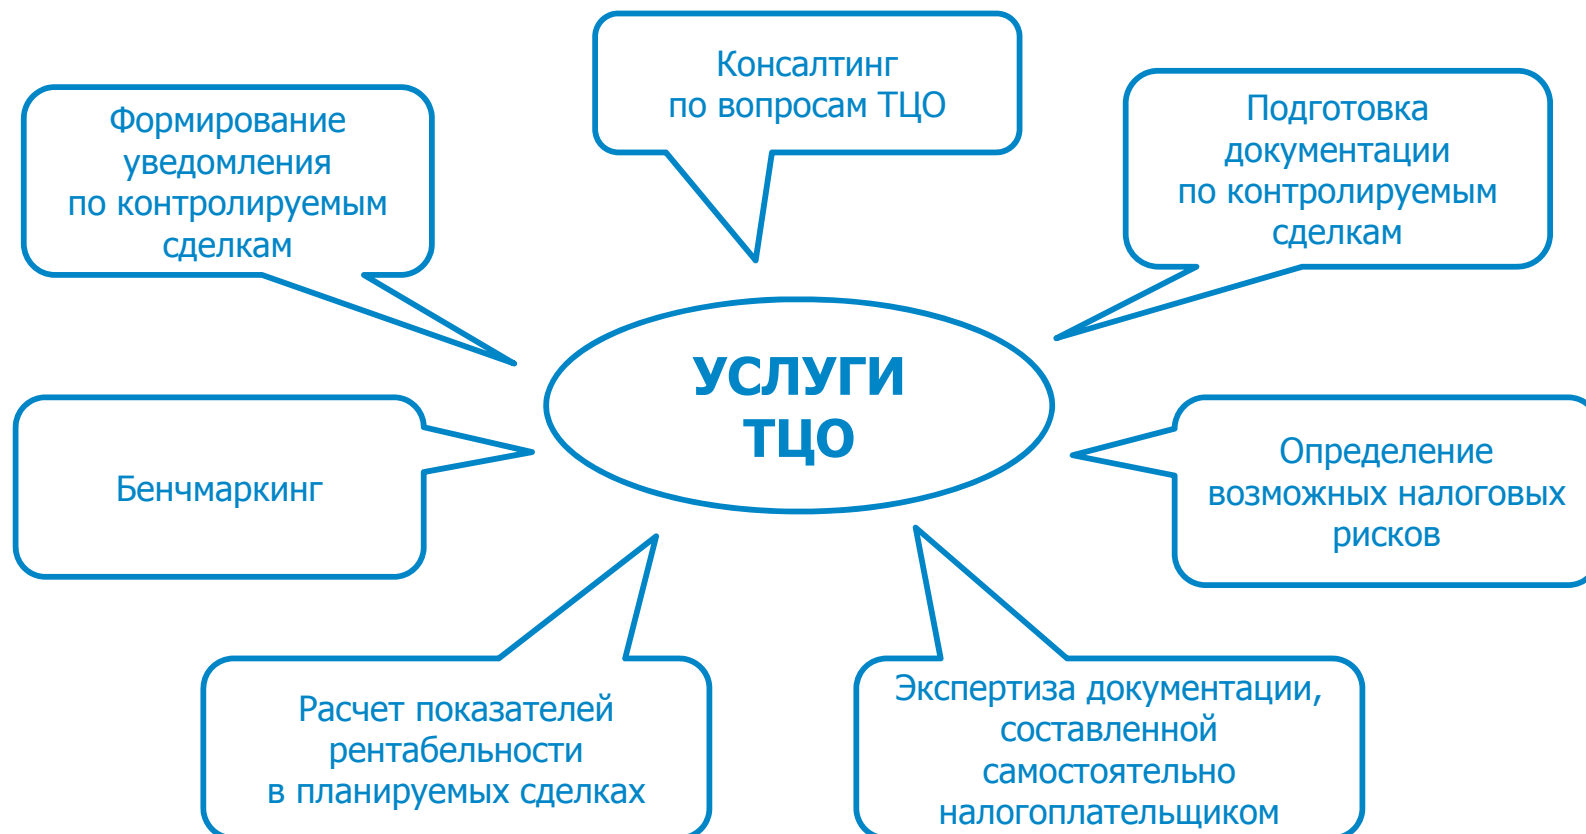 Консалтинг
по вопросам ТЦО
Формирование
уведомления
по контролируемым
сделкам
Подготовка
документации
по контролируемым
сделкам
УСЛУГИ
ТЦО
Бенчмаркинг
Определение
возможных налоговых
рисков
Расчет показателей
рентабельности
в планируемых сделках
Экспертиза документации,
составленной
самостоятельно
налогоплательщиком